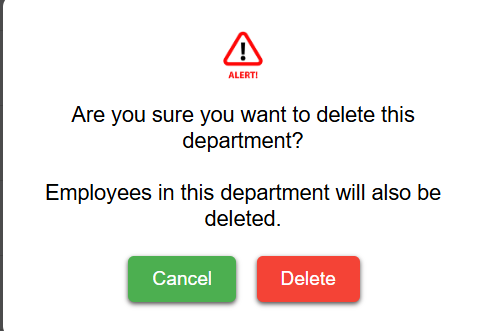 ALERT!
Are you sure you want to delete this
department?
Employees in this department will also be
deleted.
Cancel Delete